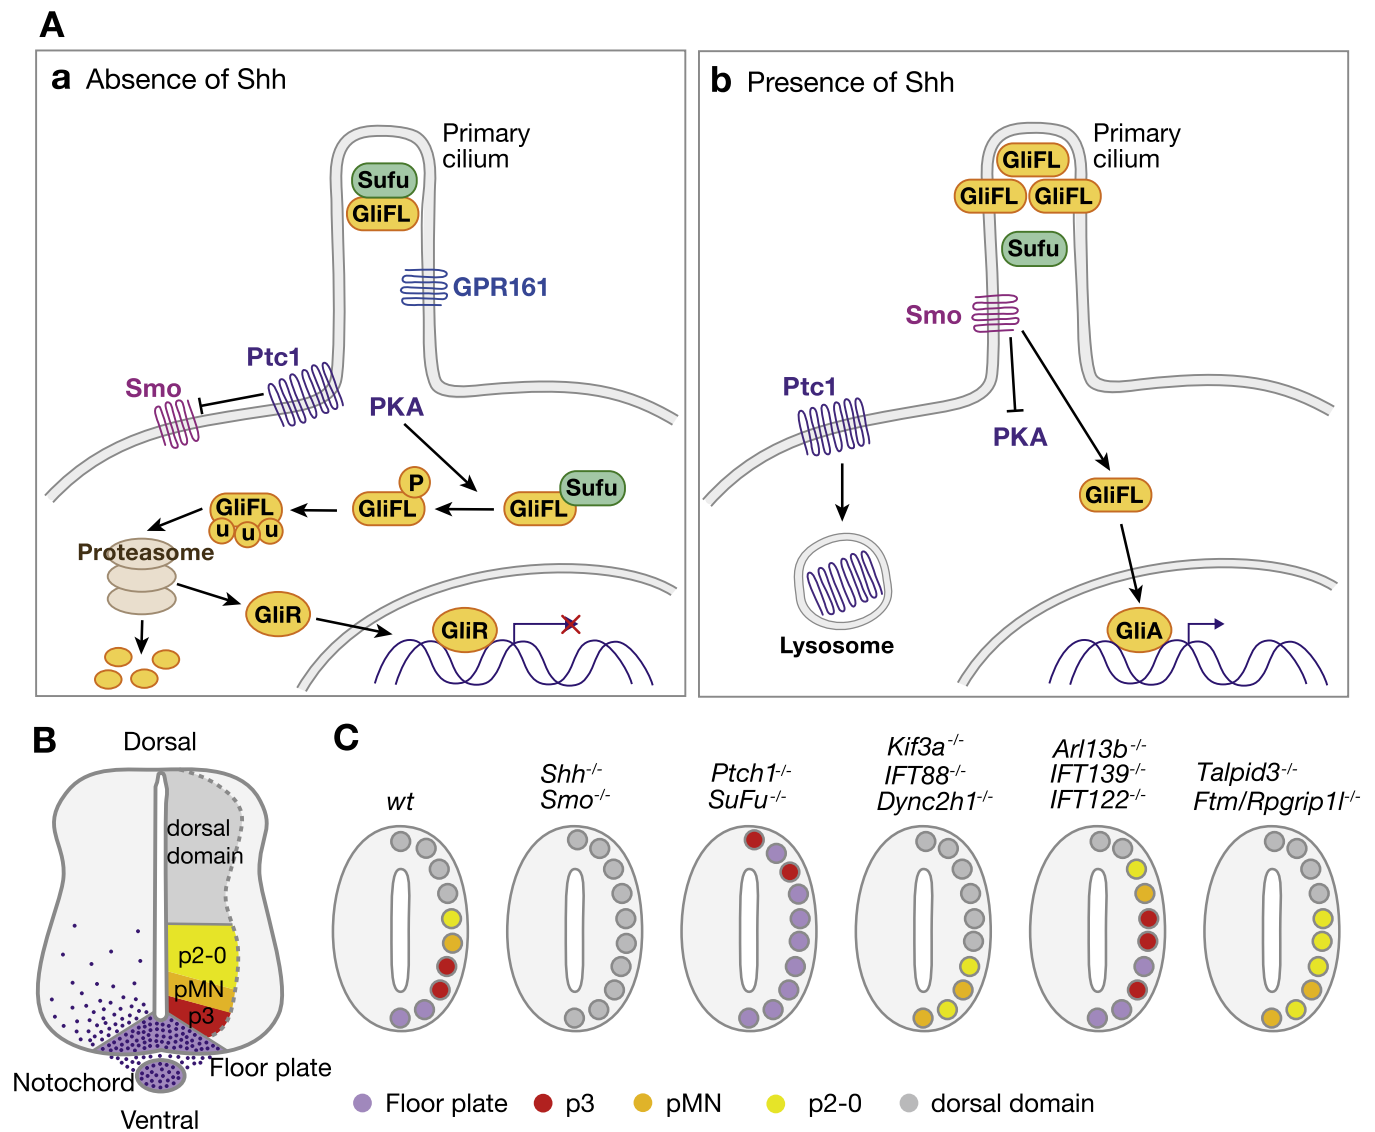 A
a Absence of Shh
Primary
cilium
Sufu
GliFL
GPR161
Ptc1
Smo
PKA
P
GliFL
u u u
GliFL
GliFL
Sufu
Proteasome
GliR
GliR
b Presence of Shh
Primary
cilium
GliFL
GliFL
GliFL
Sufu
Smo
Ptc1
PKA
GliFL
Lysosome
GliA
B
Dorsal
dorsal
domain
p2-0
pMN
p3
Floor plate
Notochord
Ventral
C
wt
Shh-/-
Smo-/-
Ptch1-/-
SuFu-/-
Kif3a-/-
IFT88-/-
Dync2h1-/-
Arl13b-/-
IFT139-/-
IFT122-/-
Talpid3-/-
Ftm/Rpgrip1l-/-
Floor plate
p3
pMN
p2-0
dorsal domain